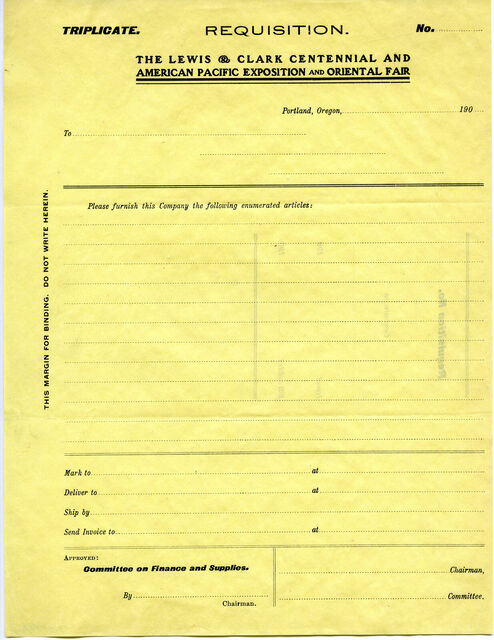 TRIPLICATE. REQUISITION. No.
THE LEWIS & CLARK CENTENNIAL AND
AMERICAN PACIFIC EXPOSITION AND ORIENTAL FAIR
Portland, Oregon, 190
To
THIS MARGIN FOR BINDING. DO NOT WRITE HEREIN.
Please furnish this Company the following enumerated articles:
Requisition No.
Mark to at
Deliver to at
Ship by
Send Invoice to at
APPROVED:
Committee on Finance and Supplies.
Chairman,
By Committee.
Chairman.